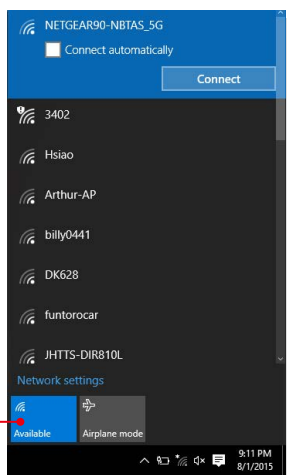 NETGEAR90-NBTAS_5G
Connect automatically
Connect
3402
Hsiao
Arthur-AP
billy0441
DK628
funtorocar
JHTTS-DIR810L
Network settings
Available
Airplane mode
9:11 PM
8/1/2015